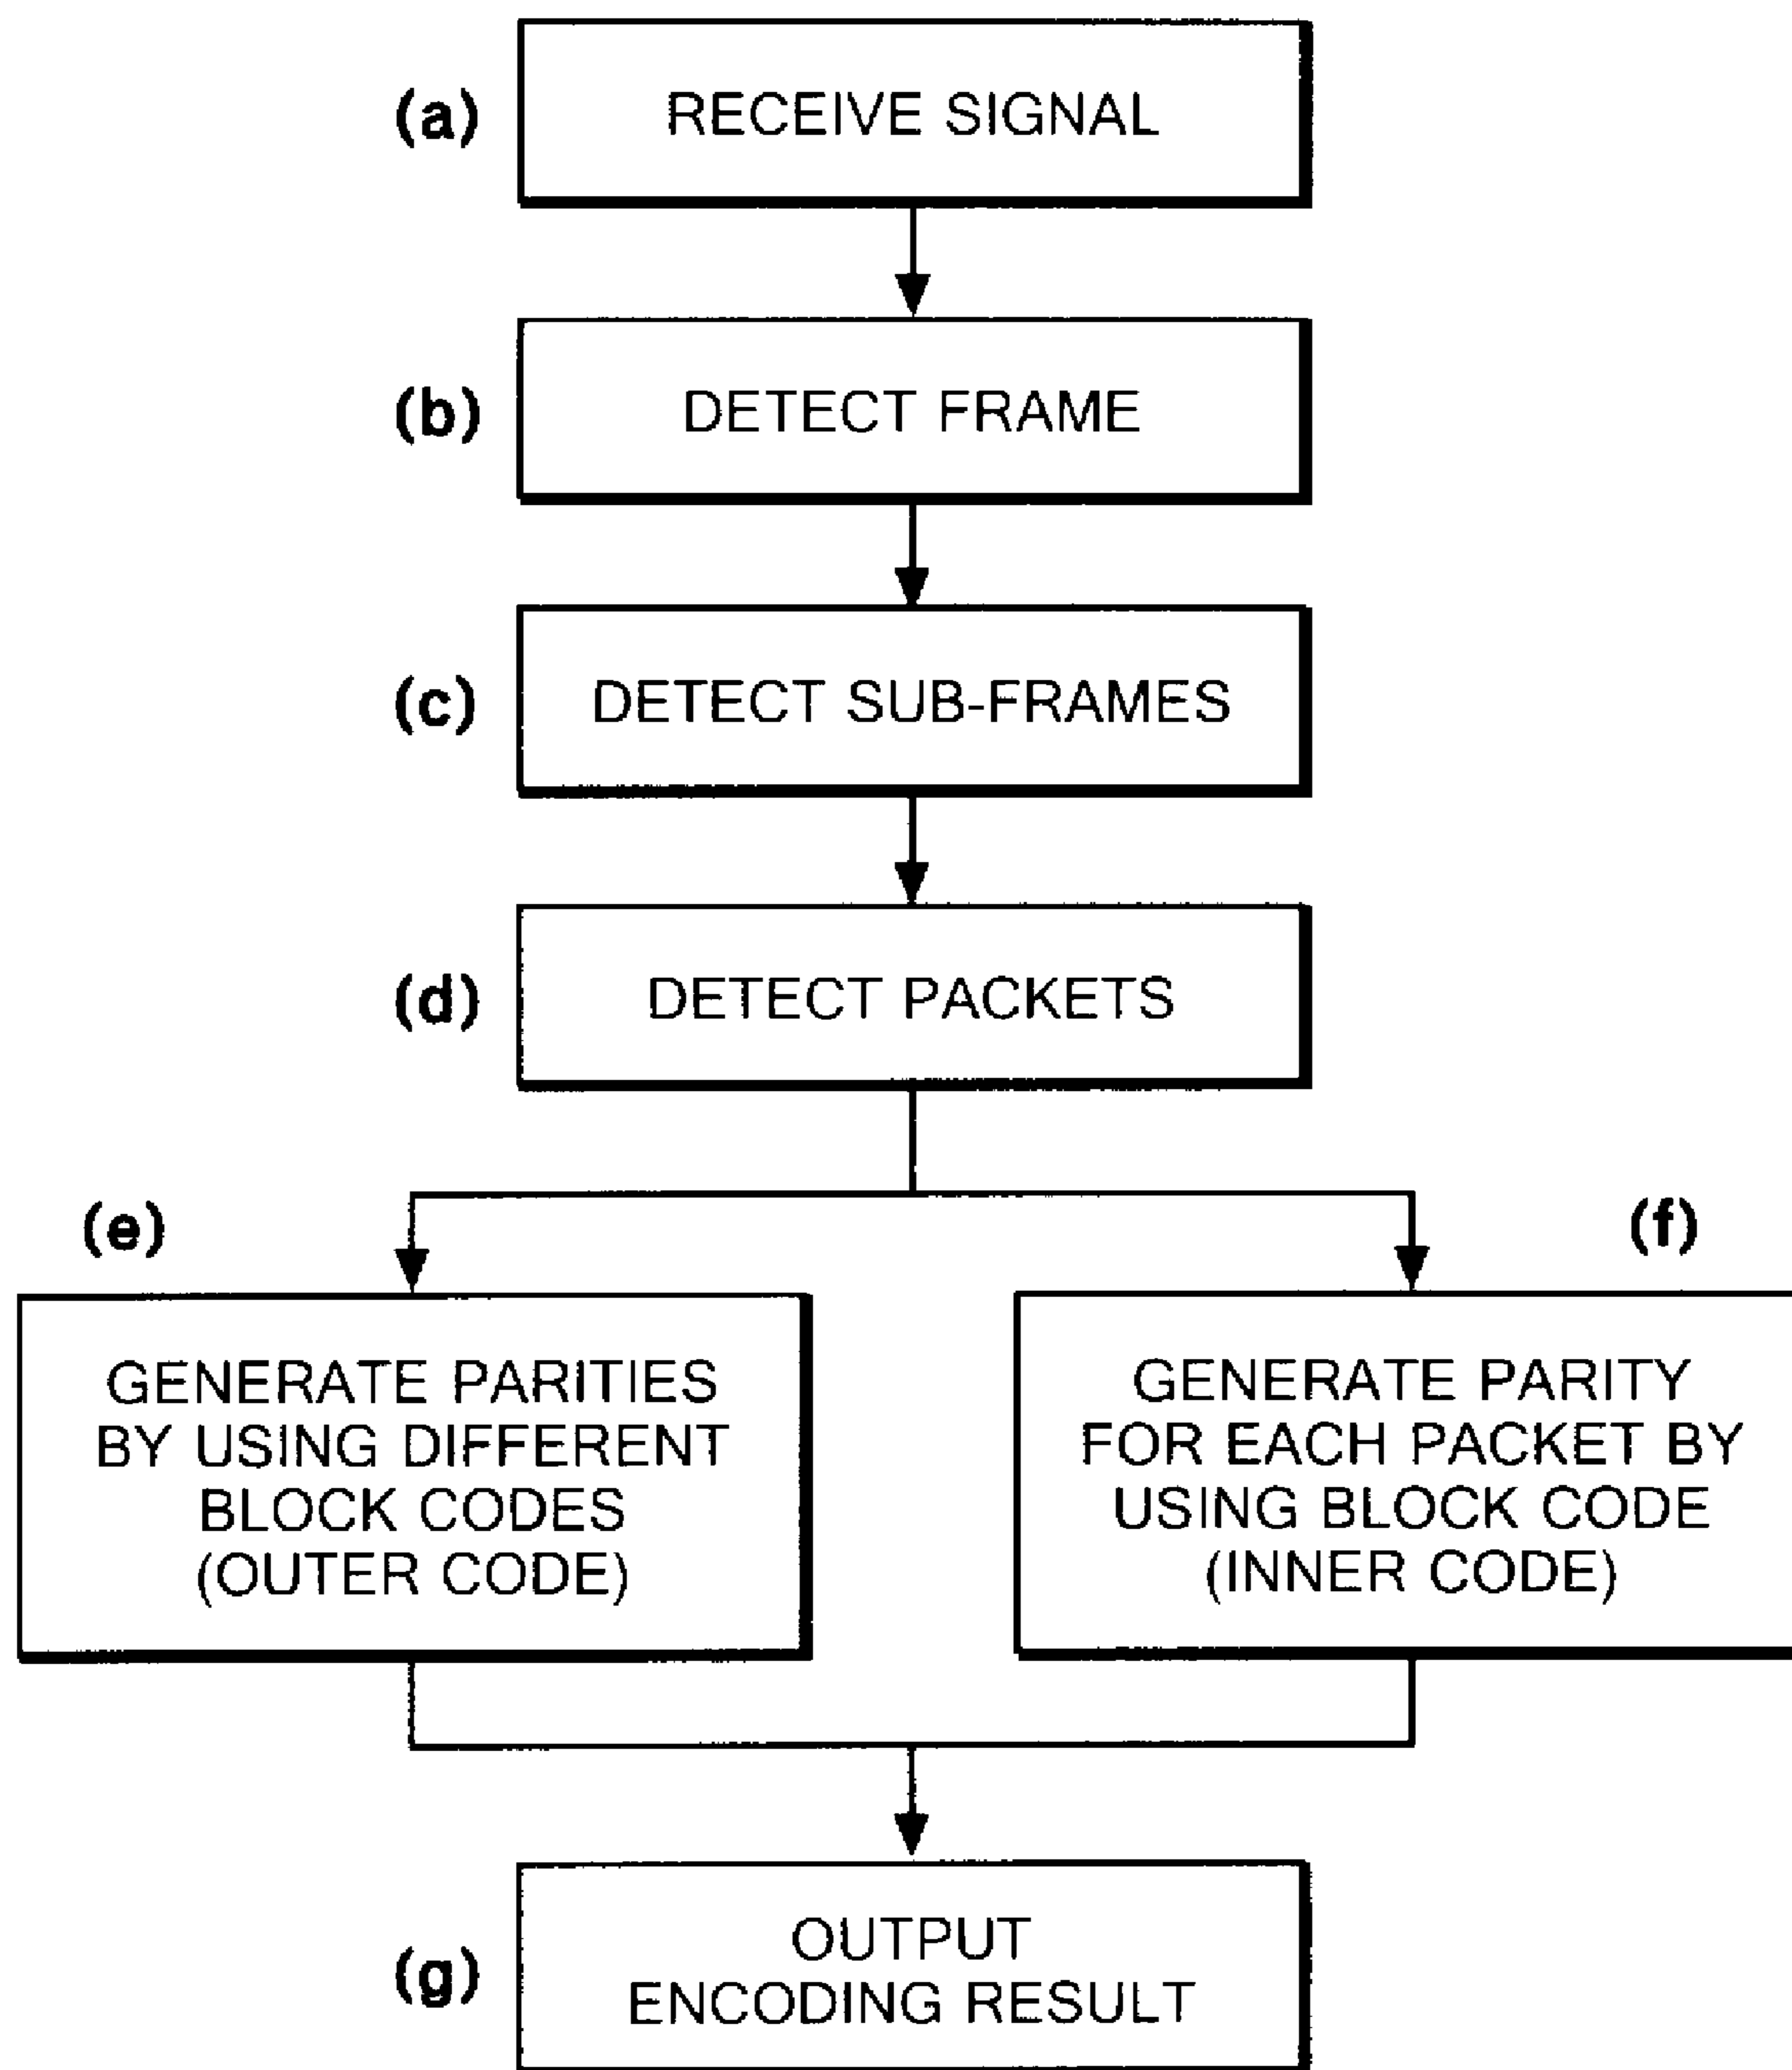 (a)
RECEIVE SIGNAL
(b)
DETECT FRAME
(c)
DETECT SUB-FRAMES
(d)
DETECT PACKETS
(e)
GENERATE PARITIES
BY USING DIFFERENT
BLOCK CODES
(OUTER CODE)
(f)
GENERATE PARITY
FOR EACH PACKET BY
USING BLOCK CODE
(INNER CODE)
(g)
OUTPUT
ENCODING RESULT